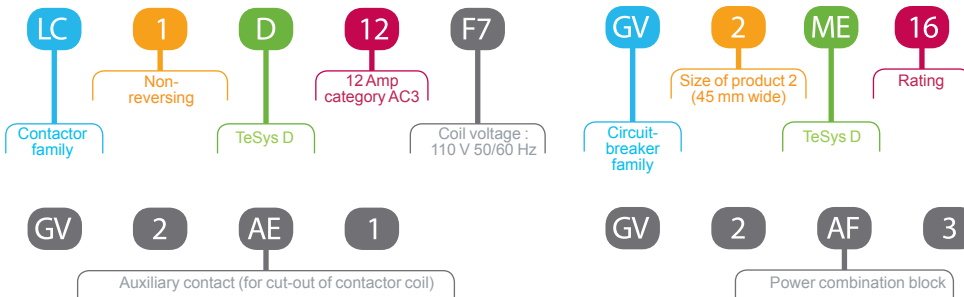 LC 1 D 12 F7
Non-
reversing
12 Amp
category AC3
Contactor
family
TeSys D
Coil voltage :
110 V 50/60 Hz
GV 2 ME 16
Size of product 2
(45 mm wide)
Rating
Circuit-
breaker
family
TeSys D
GV 2 AE 1
Auxiliary contact (for cut-out of contactor coil)
GV 2 AF 3
Power combination block